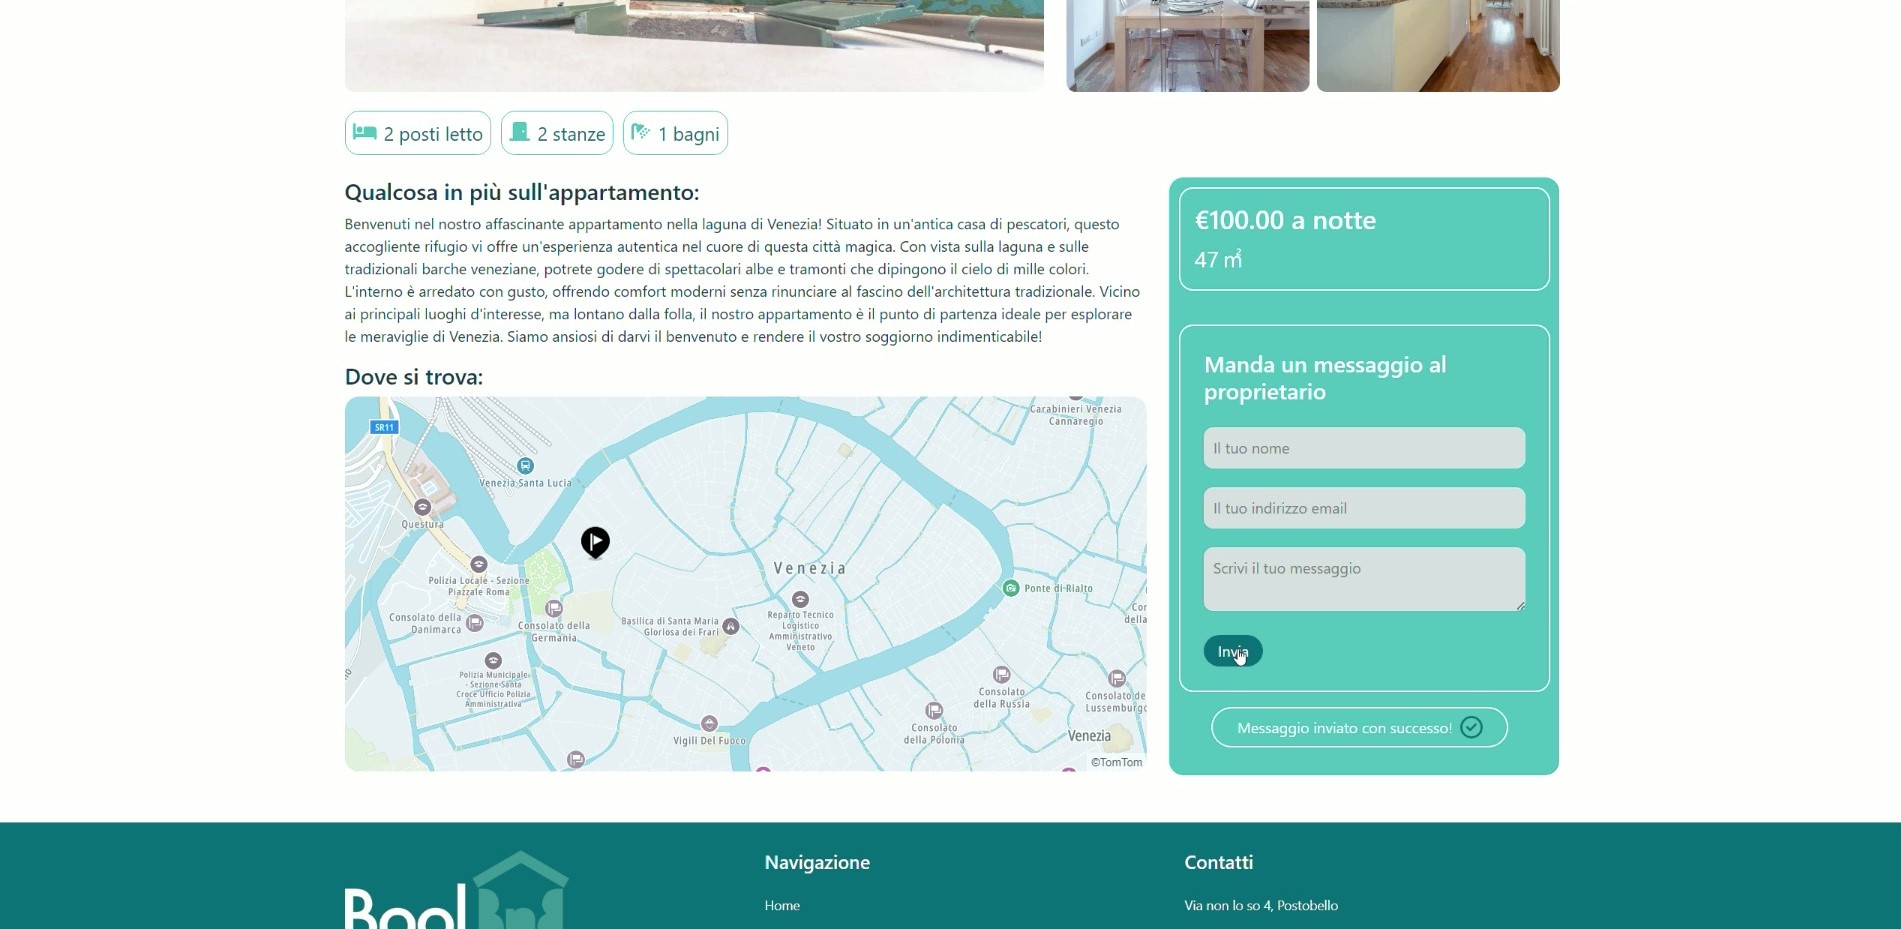 2 posti letto
2 stanze
1 bagni
Qualcosa in più sull'appartamento:
Benvenuti nel nostro affascinante appartamento nella laguna di Venezia! Situato in un'antica casa di pescatori, questo
accogliente rifugio vi offre un'esperienza autentica nel cuore di questa città magica. Con vista sulla laguna e sulle
tradizionali barche veneziane, potrete godere di spettacolari albe e tramonti che dipingono il cielo di mille colori.
L'interno è arredato con gusto, offrendo comfort moderni senza rinunciare al fascino dell'architettura tradizionale. Vicino
ai principali luoghi d'interesse, ma lontano dalla folla, il nostro appartamento è il punto di partenza ideale per esplorare
le meraviglie di Venezia. Siamo ansiosi di darvi il benvenuto e rendere il vostro soggiorno indimenticabile!
Dove si trova:
SR11
Carabinieri Venezia
Cannaregio
Venezia Santa Lucia
Questura
Polizia Locale - Sezione
Piazzale Roma
Venezia
Ponte di Rialto
Consolato della
Danimarca
Consolato della
Germania
Basilica di Santa Maria
Gloriosa dei Frari
Reparto Tecnico
Logistico
Amministrativo
Veneto
della
Polizia Municipale
- Sezione Santa
Croce Ufficio Polizia
Amministrativa
Consolato
della Russia
Consolato de
Lussemburgo
Vigili Del Fuoco
Consolato
della Polonia
Venezia
©TomTom
€100.00 a notte
47 ㎡
Manda un messaggio al
proprietario
Il tuo nome
Il tuo indirizzo email
Scrivi il tuo messaggio
Invia
Messaggio inviato con successo!
Bool
BnB
Navigazione
Home
Contatti
Via non lo so 4, Postobello